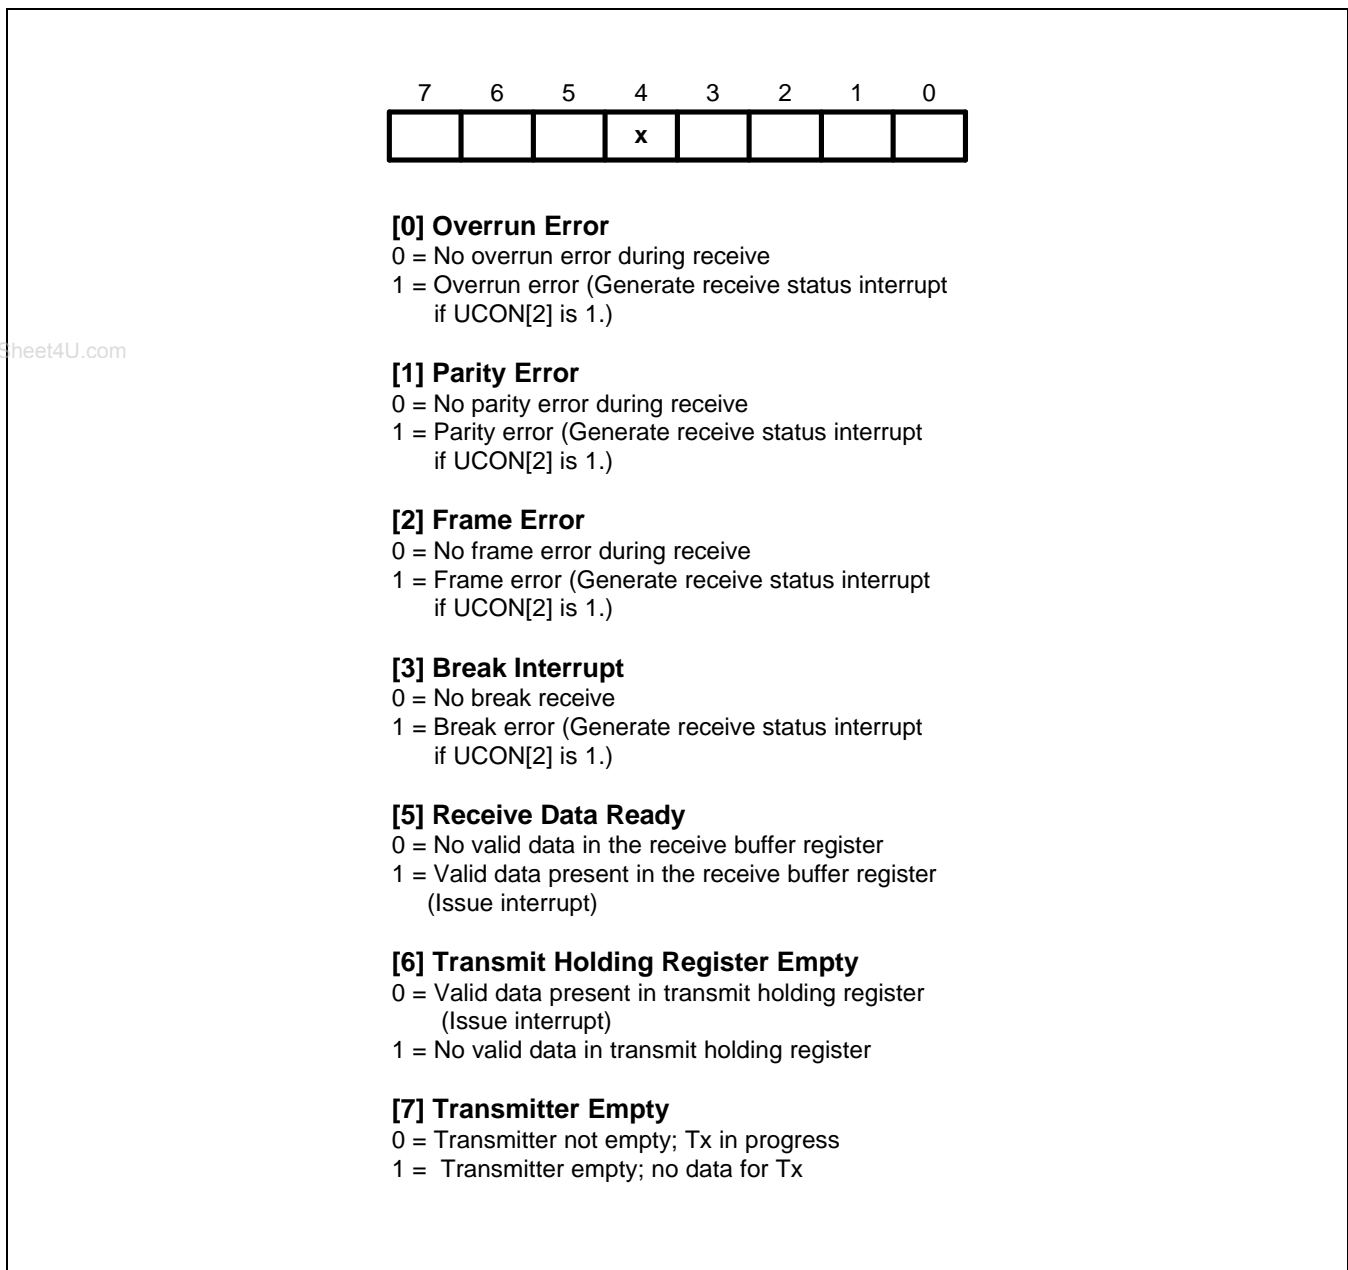 7 6 5 4 3 2 1 0
x
[0] Overrun Error
0 = No overrun error during receive
1 = Overrun error (Generate receive status interrupt
if UCON[2] is 1.)
Sheet4U.com
[1] Parity Error
0 = No parity error during receive
1 = Parity error (Generate receive status interrupt
if UCON[2] is 1.)
[2] Frame Error
0 = No frame error during receive
1 = Frame error (Generate receive status interrupt
if UCON[2] is 1.)
[3] Break Interrupt
0 = No break receive
1 = Break error (Generate receive status interrupt
if UCON[2] is 1.)
[5] Receive Data Ready
0 = No valid data in the receive buffer register
1 = Valid data present in the receive buffer register
(Issue interrupt)
[6] Transmit Holding Register Empty
0 = Valid data present in transmit holding register
(Issue interrupt)
1 = No valid data in transmit holding register
[7] Transmitter Empty
0 = Transmitter not empty; Tx in progress
1 = Transmitter empty; no data for Tx